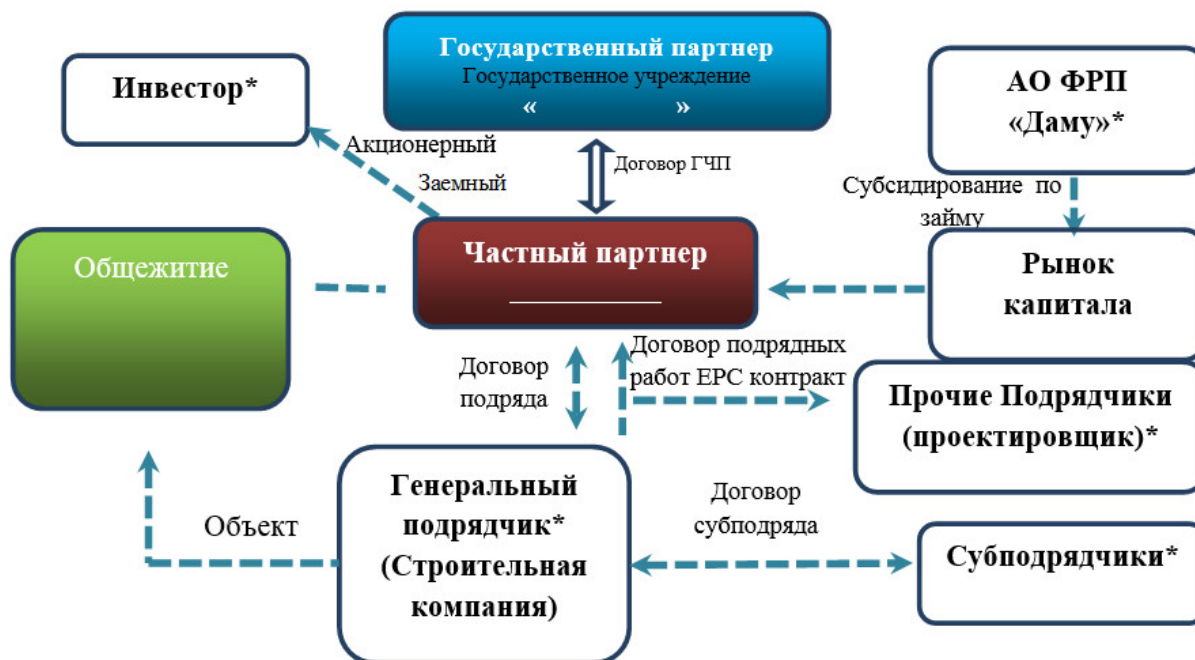 Государственный партнер
Государственное учреждение
« »
Инвестор*
АО ФРП
«Даму»*
Акционерный
Заемный
Договор ГЧП
Субсидирование по
займу
Общежитие
Частный партнер
Рынок
капитала
Договор
подряда
Договор подрядных
работ EPC контракт
Прочие Подрядчики
(проектировщик)*
Генеральный
подрядчик*
(Строительная
компания)
Объект
Договор
субподряда
Субподрядчики*